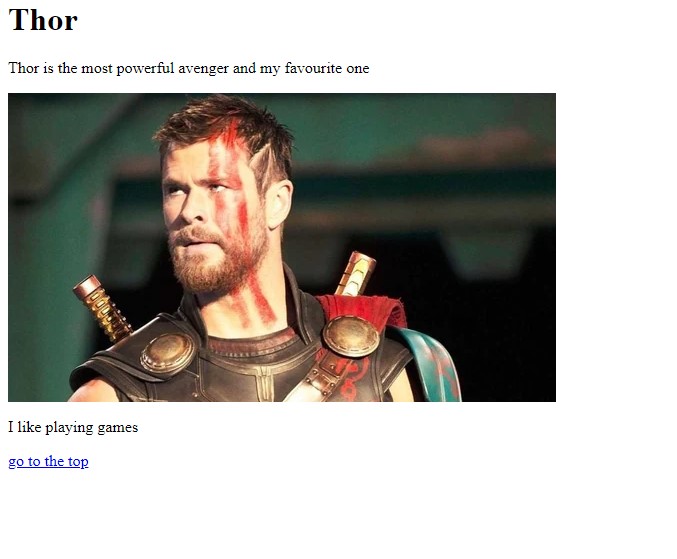 Thor
Thor is the most powerful avenger and my favourite one
I like playing games
go to the top